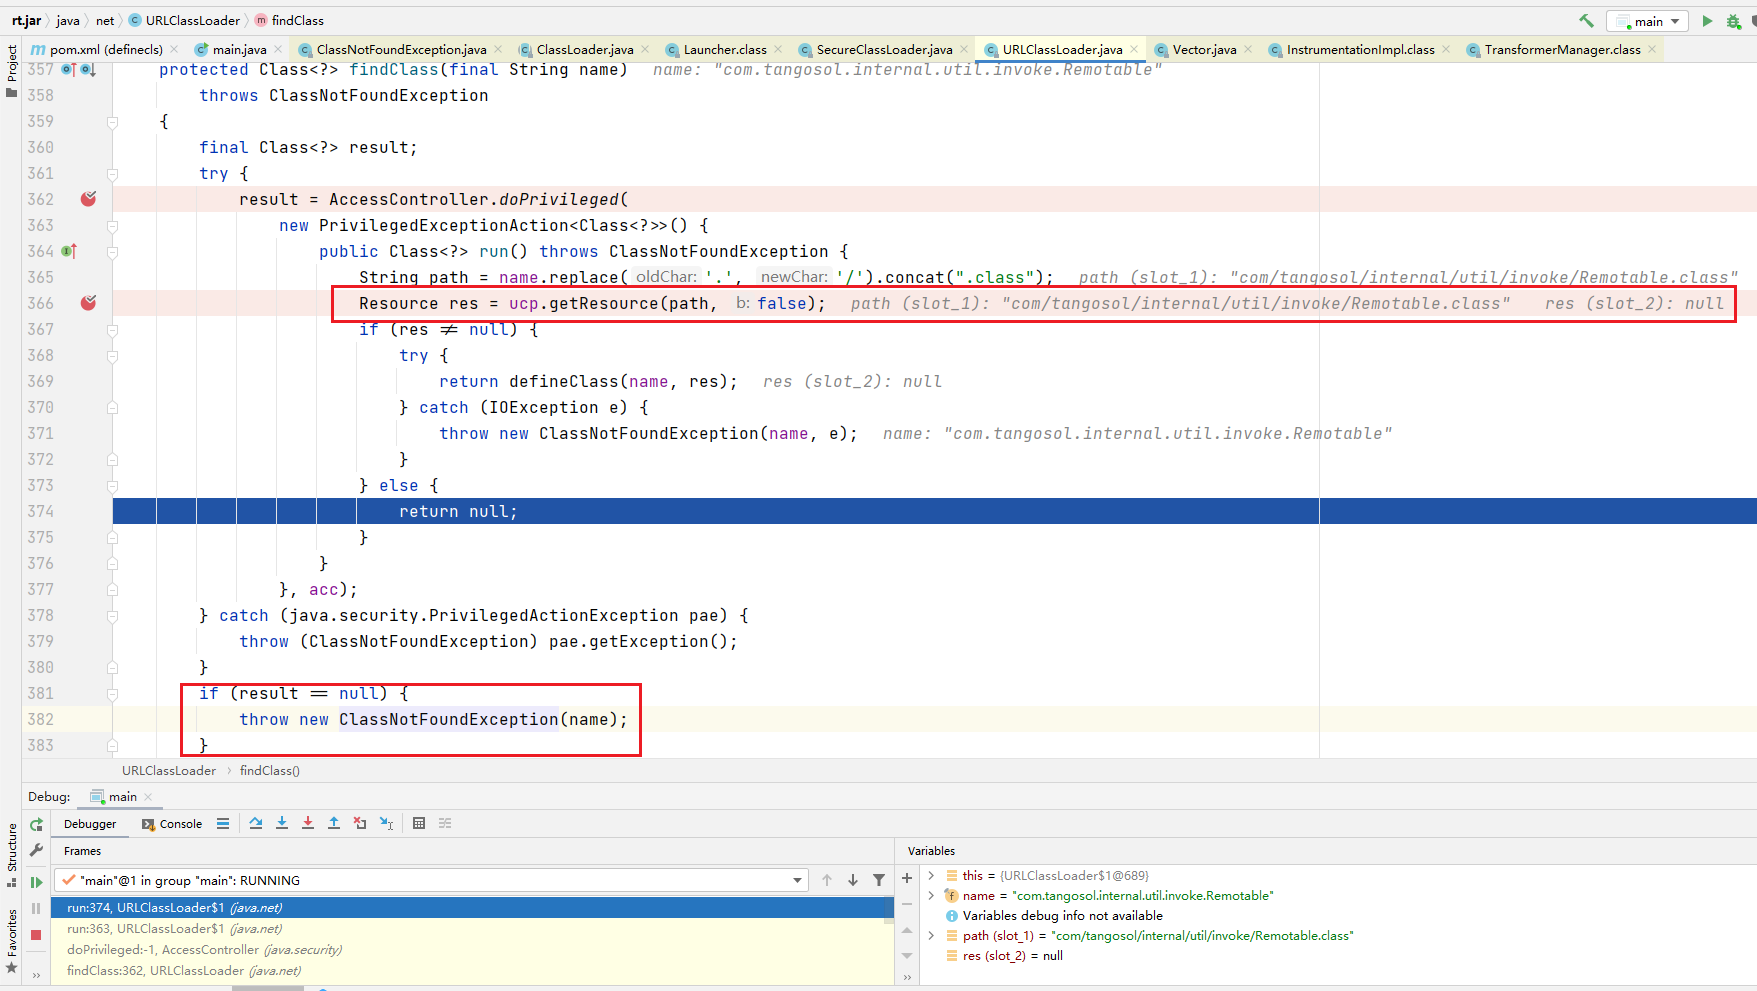 rt.jar java net URLClassLoader findClass main
pom.xml (definecls) main.java ClassNotFoundException.java ClassLoader.java Launcher.class SecureClassLoader.java URLClassLoader.java Vector.java InstrumentationImpl.class TransformerManager.class
Project
357 protected Class<?> findClass(final String name) name: "com.tangosol.internal.util.invoke.Remotable"
358 throws ClassNotFoundException
359 {
360 final Class<?> result;
361 try {
362 result = AccessController.doPrivileged(
363 new PrivilegedExceptionAction<Class<?>>() {
364 public Class<?> run() throws ClassNotFoundException {
365 String path = name.replace( oldChar: '.', newChar: '/').concat(".class"); path (slot_1): "com/tangosol/internal/util/invoke/Remotable.class"
366 Resource res = ucp.getResource(path, b: false); path (slot_1): "com/tangosol/internal/util/invoke/Remotable.class" res (slot_2): null
367 if (res ≠ null) {
368 try {
369 return defineClass(name, res); res (slot_2): null
370 } catch (IOException e) {
371 throw new ClassNotFoundException(name, e); name: "com.tangosol.internal.util.invoke.Remotable"
372 }
373 } else {
374 return null;
375 }
376 }
377 }, acc);
378 } catch (java.security.PrivilegedActionException pae) {
379 throw (ClassNotFoundException) pae.getException();
380 }
381 if (result == null) {
382 throw new ClassNotFoundException(name);
383 }
URLClassLoader findClass()
Debug: main
Debugger Console
Structure
Favorites
Frames
"main"@1 in group "main": RUNNING
run:374, URLClassLoader$1 (java.net)
run:363, URLClassLoader$1 (java.net)
doPrivileged:-1, AccessController (java.security)
findClass:362, URLClassLoader (java.net)
Variables
this = {URLClassLoader$1@689}
name = "com.tangosol.internal.util.invoke.Remotable"
Variables debug info not available
path (slot_1) = "com/tangosol/internal/util/invoke/Remotable.class"
res (slot_2) = null